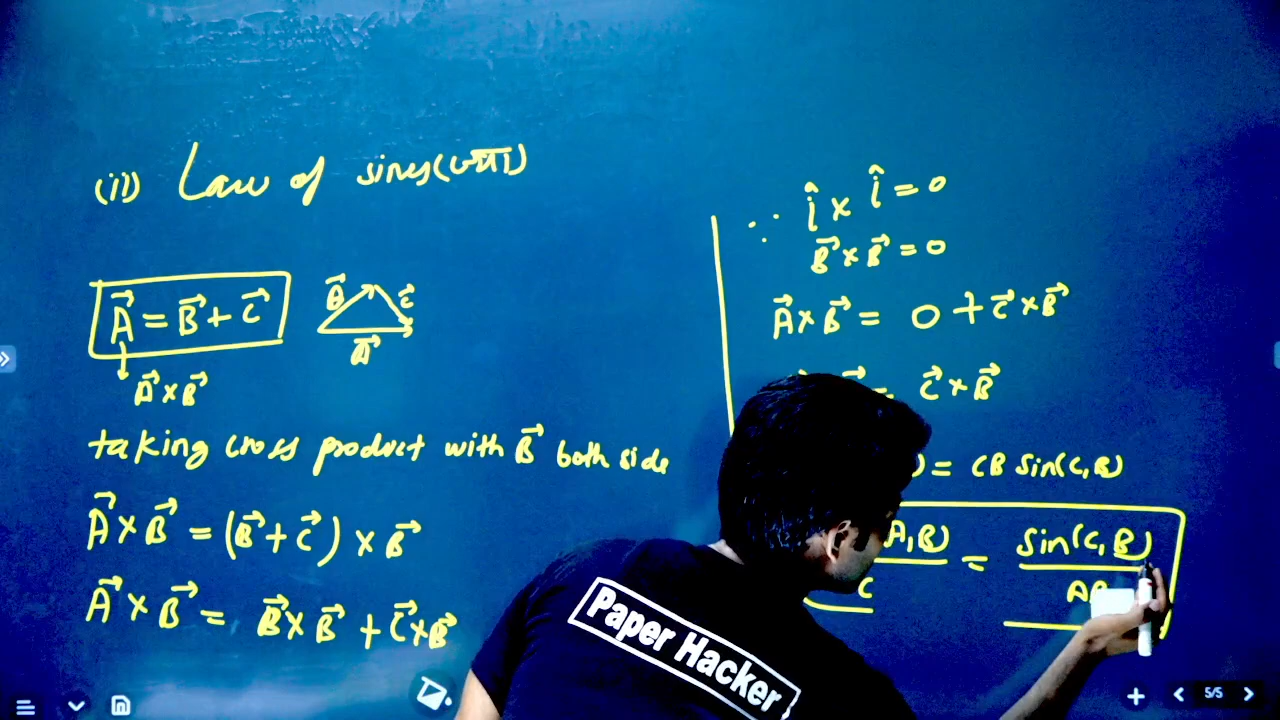 (ii) Law of sines
A⃗ = B⃗ + C⃗
B⃗ C⃗
A⃗
A⃗ × B⃗
taking cross product with B⃗ both side
A⃗ × B⃗ = (B⃗ + C⃗) × B⃗
A⃗ × B⃗ = B⃗ × B⃗ + C⃗ × B⃗
∵ î × î = 0
B⃗ × B⃗ = 0
A⃗ × B⃗ = 0 + C⃗ × B⃗
= C⃗ × B⃗
) = CB Sin(C,B)
A,B) = Sin(C,B)
C A
Paper Hacker
5/5